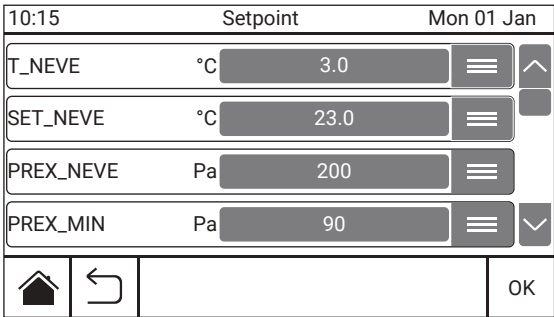 10:15 Setpoint Mon 01 Jan
T_NEVE °C 3.0
SET_NEVE °C 23.0
PREX_NEVE Pa 200
PREX_MIN Pa 90
OK